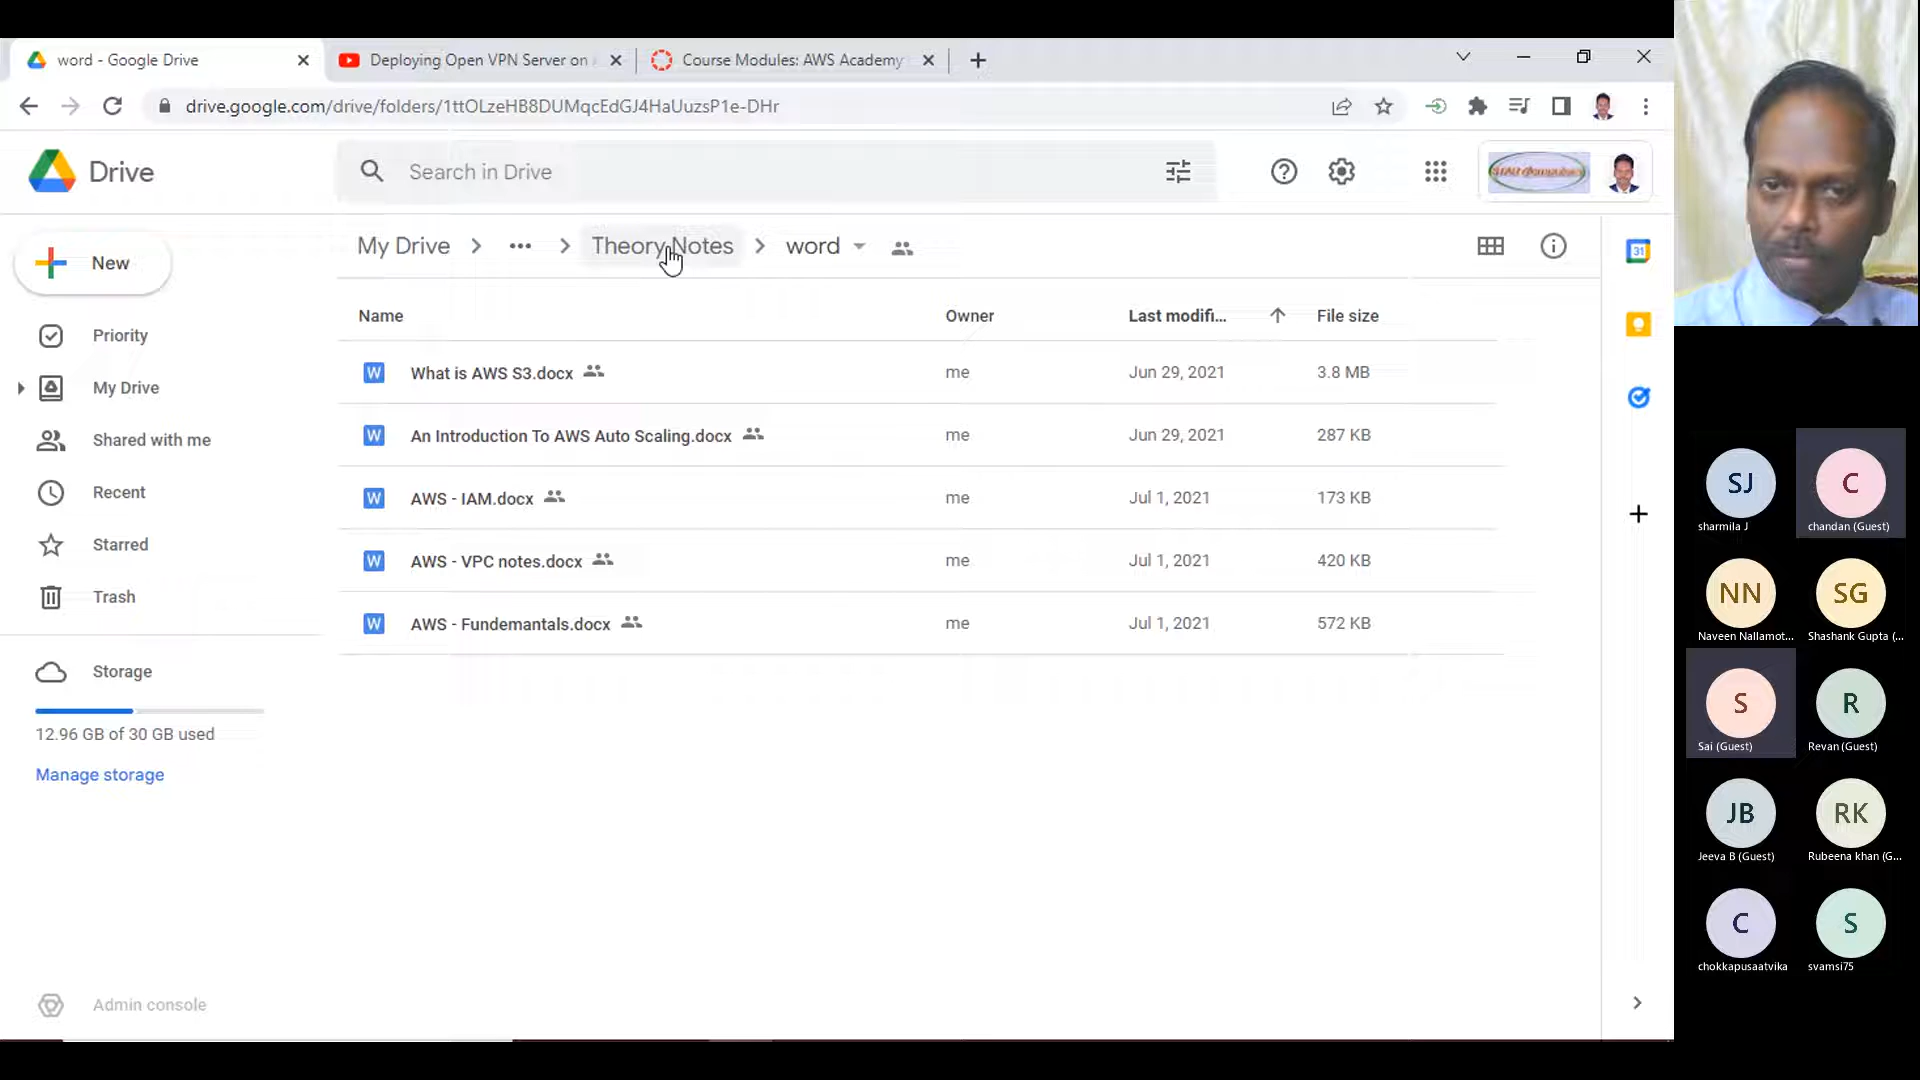 word - Google Drive
Deploying Open VPN Server on
Course Modules: AWS Academy
drive.google.com/drive/folders/1ttOLzeHB8DUMqcEdGJ4HaUuzsP1e-DHr
Drive
Search in Drive
My Drive
Theory Notes
word
New
Name
Owner
Last modifi...
File size
Priority
My Drive
Shared with me
Recent
Starred
Trash
Storage
12.96 GB of 30 GB used
Manage storage
Admin console
What is AWS S3.docx
me
Jun 29, 2021
3.8 MB
An Introduction To AWS Auto Scaling.docx
me
Jun 29, 2021
287 KB
AWS - IAM.docx
me
Jul 1, 2021
173 KB
AWS - VPC notes.docx
me
Jul 1, 2021
420 KB
AWS - Fundemantals.docx
me
Jul 1, 2021
572 KB
31
SJ
sharmila J
C
chandan (Guest)
NN
Naveen Nallamot...
SG
Shashank Gupta (...
S
Sai (Guest)
R
Revan (Guest)
JB
Jeeva B (Guest)
RK
Rubeena khan (G...
C
chokkapusaatvika
S
svamsi75